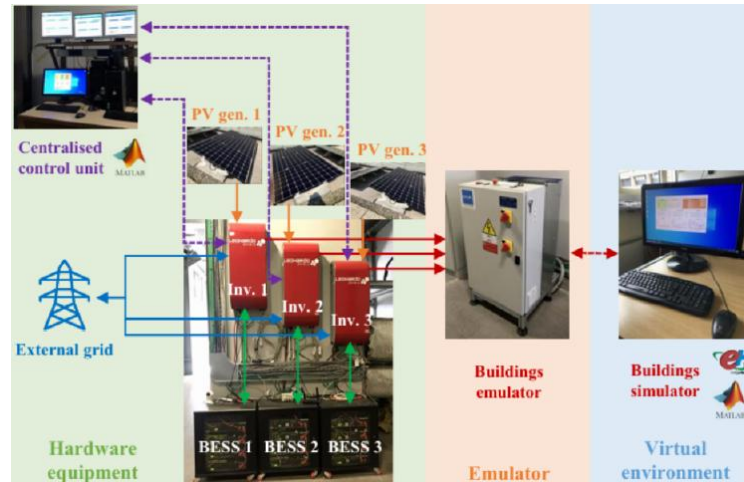 PV gen. 1
PV gen. 2
PV gen. 3
Centralised
control unit
MATLAB
Inv. 1
Inv. 2
Inv. 3
External grid
Buildings
emulator
Buildings
simulator
MATLAB
BESS 1
BESS 2
BESS 3
Hardware
equipment
Emulator
Virtual
environment